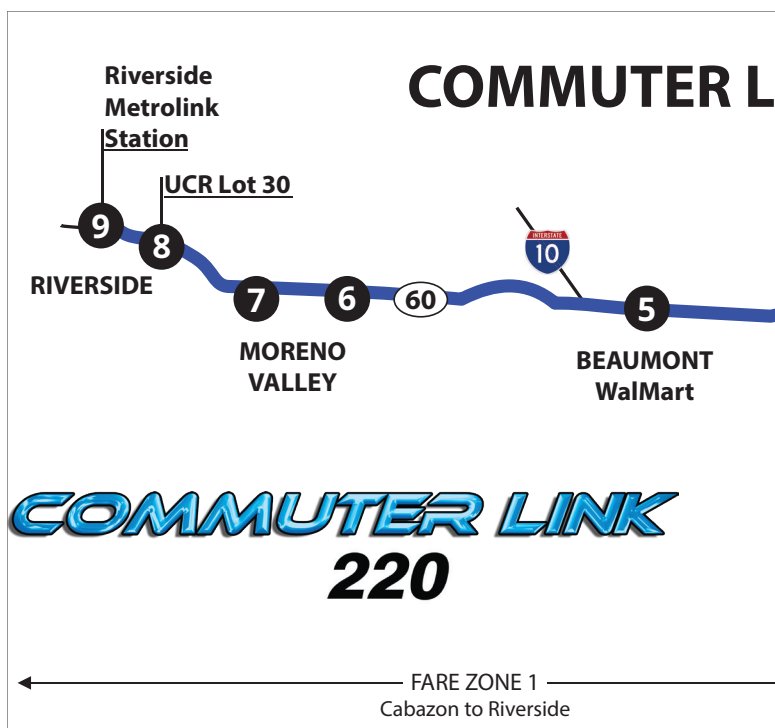 COMMUTER L
Riverside
Metrolink
Station
UCR Lot 30
9
8
RIVERSIDE
7
6
60
INTERSTATE
10
5
MORENO
VALLEY
BEAUMONT
WalMart
COMMUTER LINK
220
FARE ZONE 1
Cabazon to Riverside